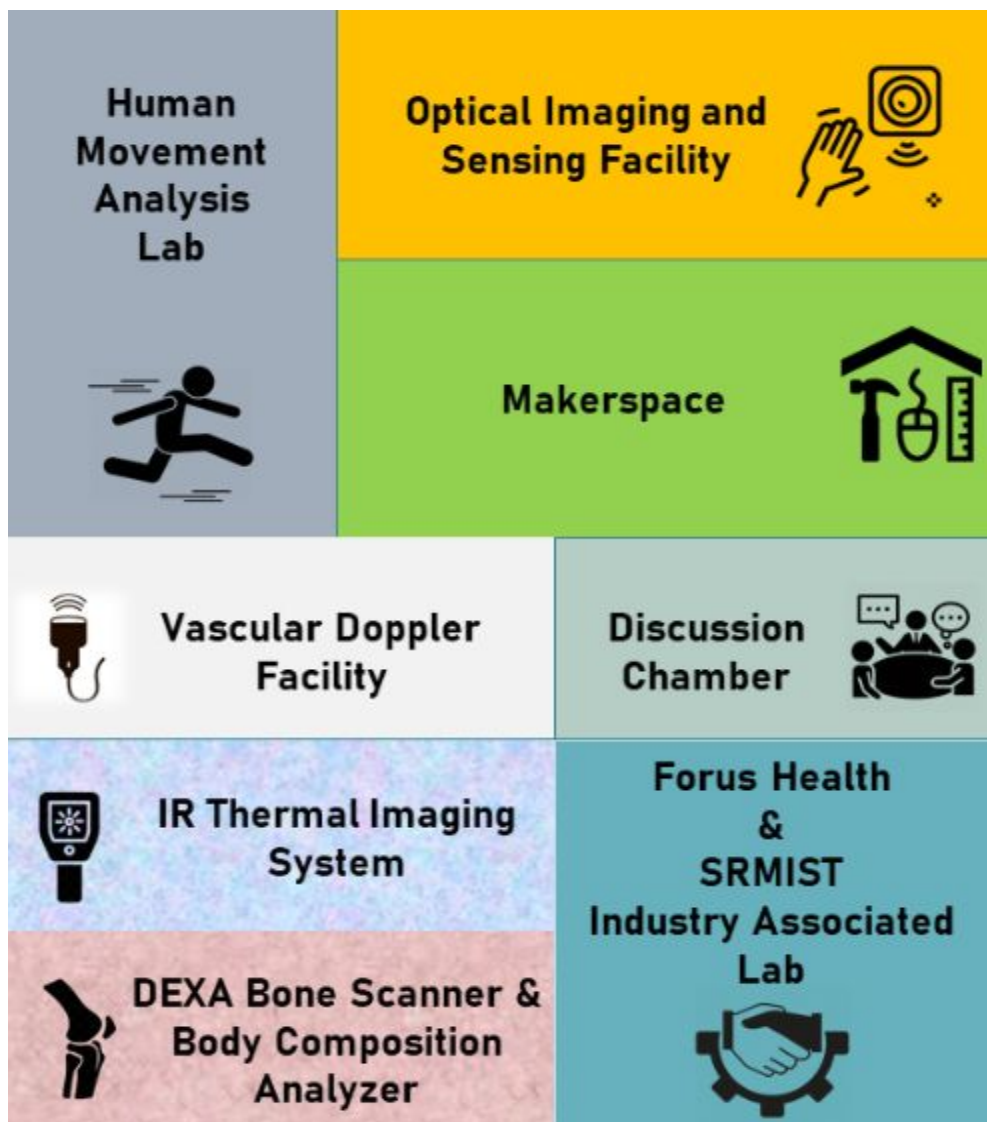 Human
Movement
Analysis
Lab
Optical Imaging and
Sensing Facility
Makerspace
Vascular Doppler
Facility
Discussion
Chamber
IR Thermal Imaging
System
Forus Health
&
SRMIST
Industry Associated
Lab
DEXA Bone Scanner &
Body Composition
Analyzer